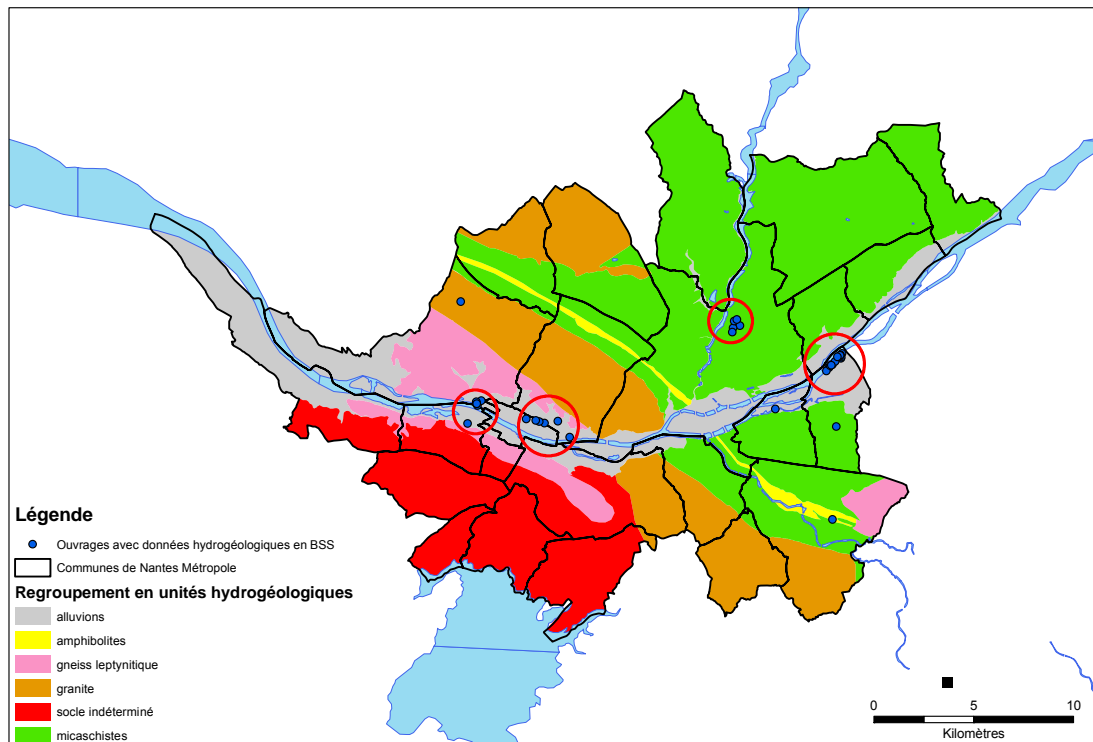 Légende
Ouvrages avec données hydrogéologiques en BSS
Communes de Nantes Métropole
Regroupement en unités hydrogéologiques
alluvions
amphibolites
gneiss leptynitique
granite
socle indéterminé
micaschistes
0 5 10
Kilomètres